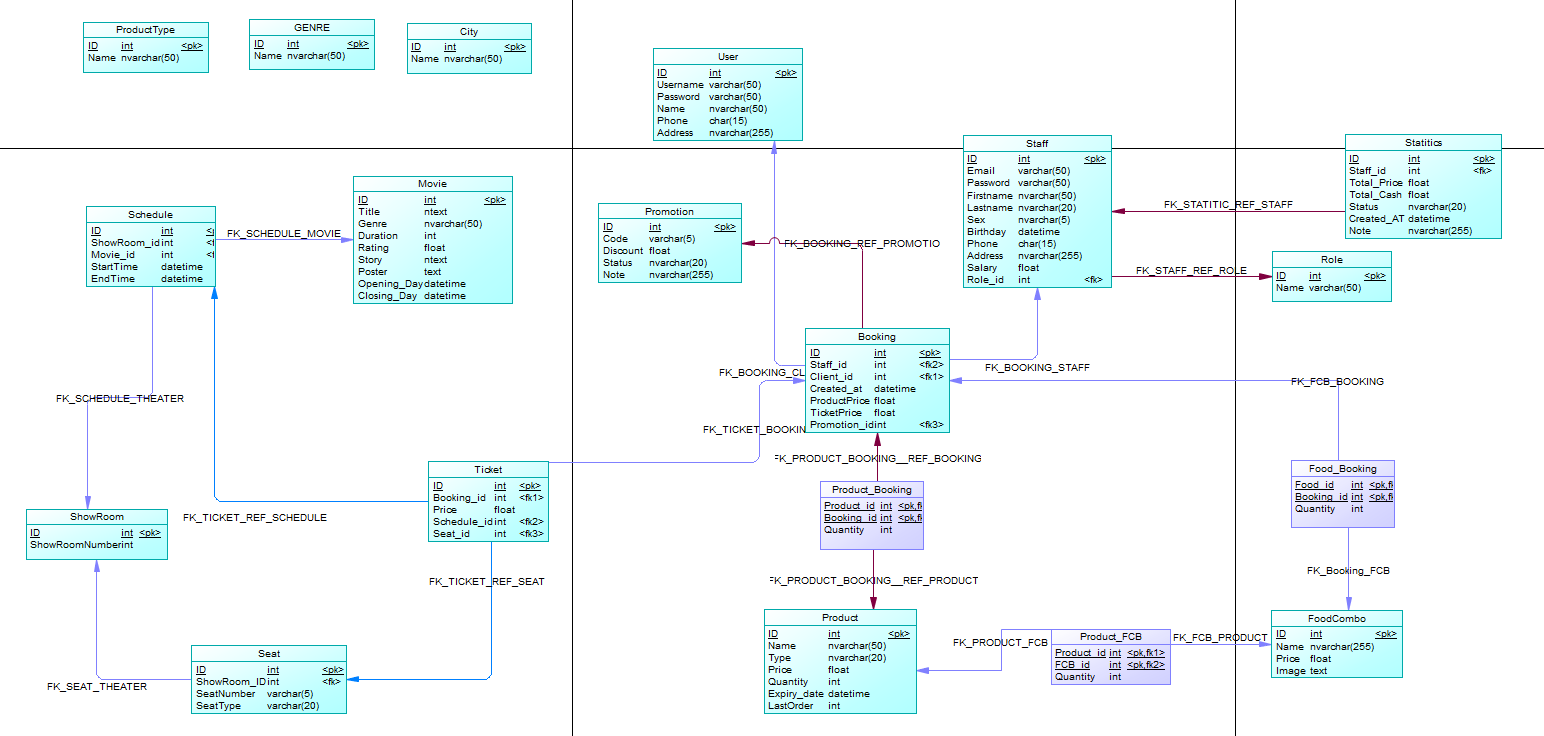 ProductType
ID int <pk>
Name nvarchar(50)
GENRE
ID int <pk>
Name nvarchar(50)
City
ID int <pk>
Name nvarchar(50)
User
ID int <pk>
Username varchar(50)
Password varchar(50)
Name nvarchar(50)
Phone char(15)
Address nvarchar(255)
Staff
ID int <pk>
Email varchar(50)
Password varchar(50)
Firstname nvarchar(50)
Lastname nvarchar(20)
Sex nvarchar(5)
Birthday datetime
Phone char(15)
Address nvarchar(255)
Salary float
Role_id int <fk>
Statitics
ID int <pk>
Staff_id int <fk>
Total_Price float
Total_Cash float
Status nvarchar(20)
Created_AT datetime
Note nvarchar(255)
FK_STATITIC_REF_STAFF
Schedule
ID int
ShowRoom_id int
Movie_id int
StartTime datetime
EndTime datetime
FK_SCHEDULE_MOVIE
Movie
ID int <pk>
Title ntext
Genre nvarchar(50)
Duration int
Rating float
Story ntext
Poster text
Opening_Day datetime
Closing_Day datetime
Promotion
ID int <pk>
Code varchar(5)
Discount float
Status nvarchar(20)
Note nvarchar(255)
FK_BOOKING_REF_PROMOTIO
FK_STAFF_REF_ROLE
Role
ID int <pk>
Name varchar(50)
Booking
ID int <pk>
Staff_id int <fk2>
Client_id int <fk1>
Created_at datetime
ProductPrice float
TicketPrice float
Promotion_id int <fk3>
FK_BOOKING_CL
FK_BOOKING_STAFF
FK_FCB_BOOKING
FK_SCHEDULE_THEATER
FK_TICKET_BOOKIN
FK_PRODUCT_BOOKING__REF_BOOKING
Ticket
ID int <pk>
Booking_id int <fk1>
Price float
Schedule_id int <fk2>
Seat_id int <fk3>
FK_TICKET_REF_SCHEDULE
Product_Booking
Product_id int <pk,f
Booking_id int <pk,f
Quantity int
Food_Booking
Food_id int <pk,f
Booking_id int <pk,f
Quantity int
ShowRoom
ID int <pk>
ShowRoomNumber int
FK_TICKET_REF_SEAT
FK_PRODUCT_BOOKING__REF_PRODUCT
FK_Booking_FCB
Seat
ID int <pk>
ShowRoom_ID int <fk>
SeatNumber varchar(5)
SeatType varchar(20)
FK_SEAT_THEATER
Product
ID int <pk>
Name nvarchar(50)
Type nvarchar(20)
Price float
Quantity int
Expiry_date datetime
LastOrder int
FK_PRODUCT_FCB
Product_FCB
Product_id int <pk,fk1>
FCB_id int <pk,fk2>
Quantity int
FK_FCB_PRODUCT
FoodCombo
ID int <pk>
Name nvarchar(255)
Price float
Image text